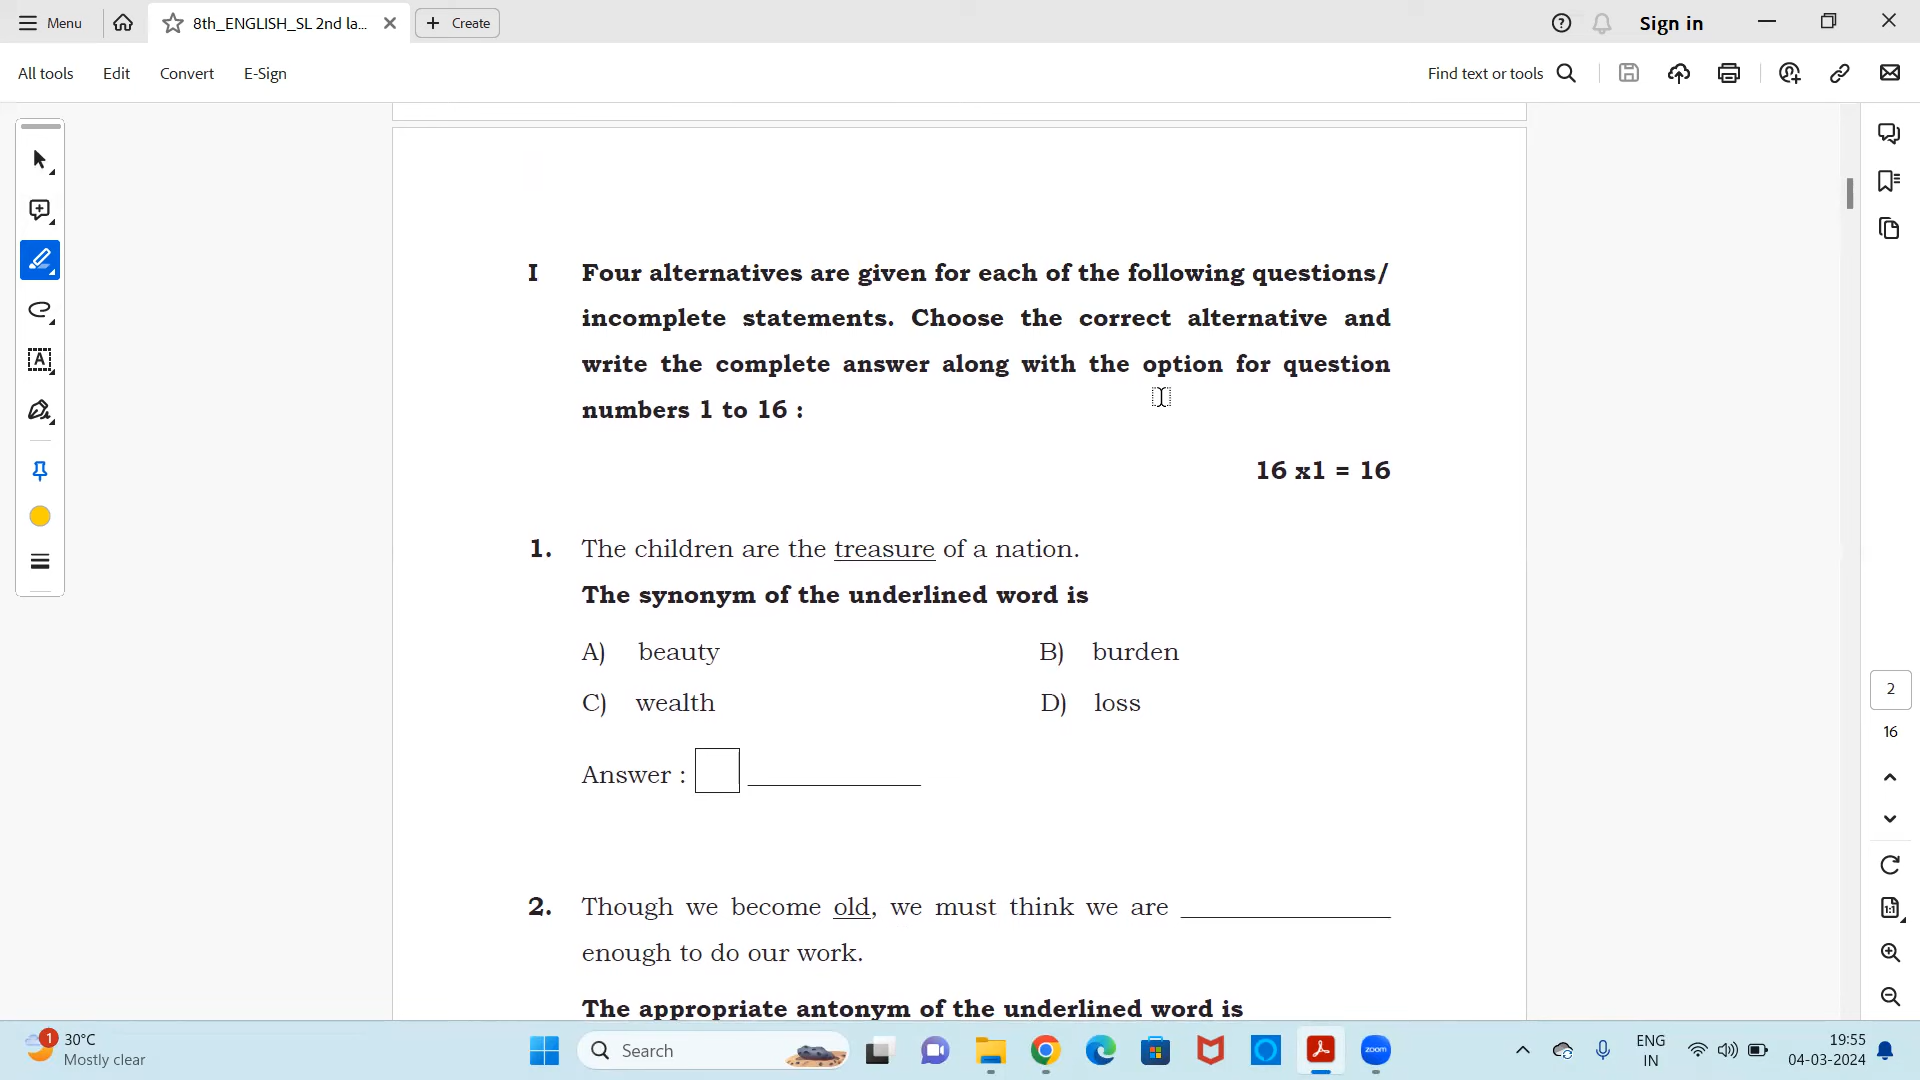 Menu
8th_ENGLISH_SL 2nd la...
Create
Sign in
All tools
Edit
Convert
E-Sign
Find text or tools
I Four alternatives are given for each of the following questions/
incomplete statements. Choose the correct alternative and
write the complete answer along with the option for question
numbers 1 to 16 :
16 x1 = 16
1. The children are the treasure of a nation.
The synonym of the underlined word is
A) beauty B) burden
C) wealth D) loss
Answer : ____________
2. Though we become old, we must think we are ______________
enough to do our work.
The appropriate antonym of the underlined word is
2
16
1
30°C
Mostly clear
Search
zoom
ENG
IN
19:55
04-03-2024